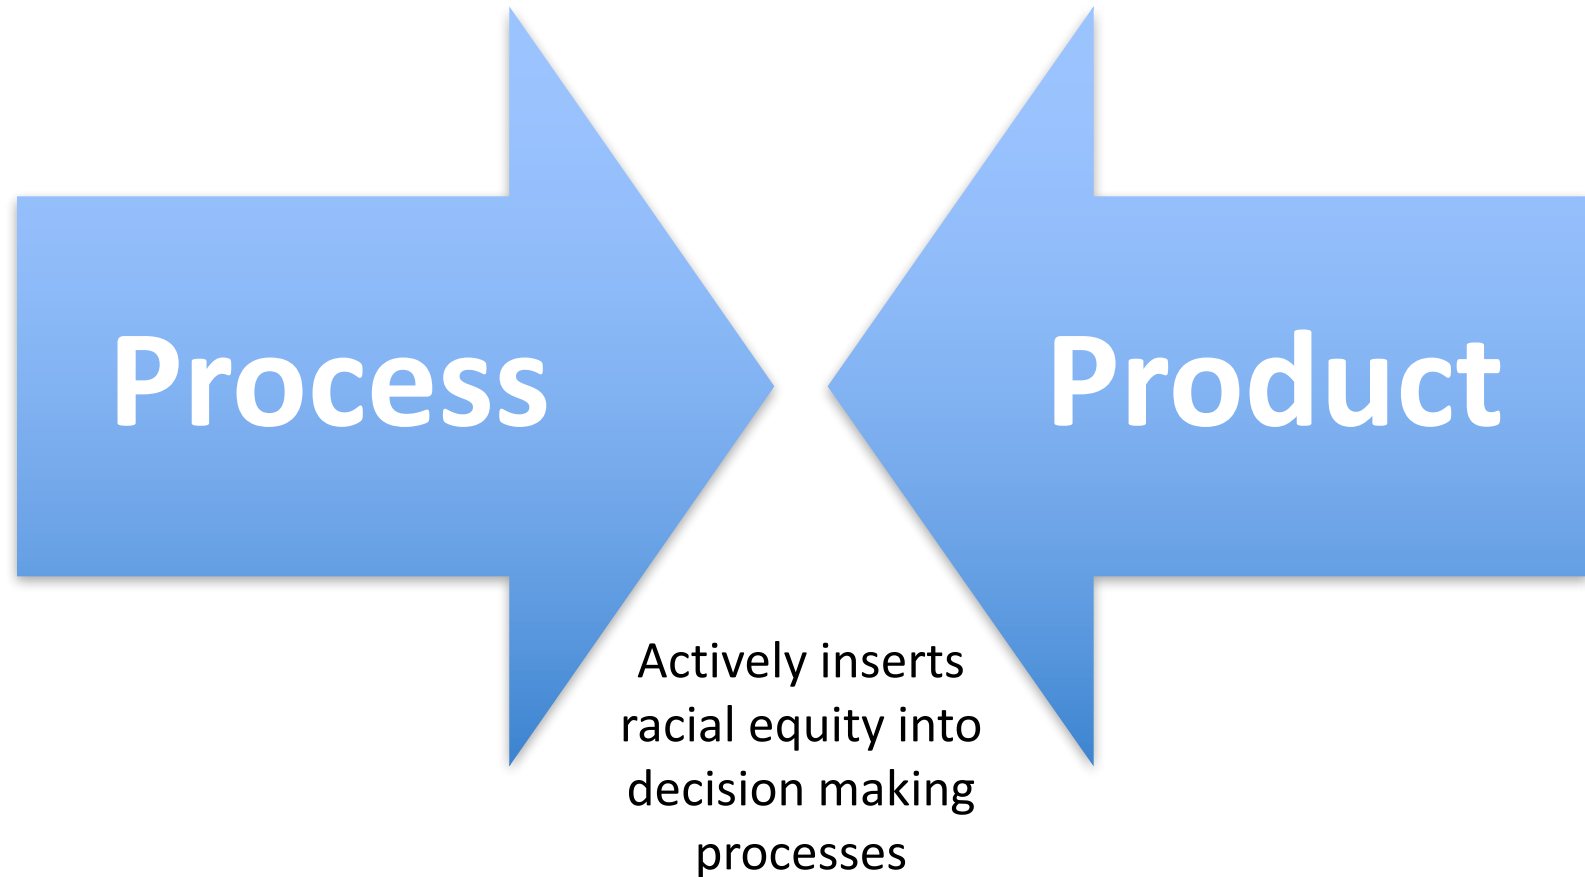 Process
Product
Actively inserts
racial equity into
decision making
processes